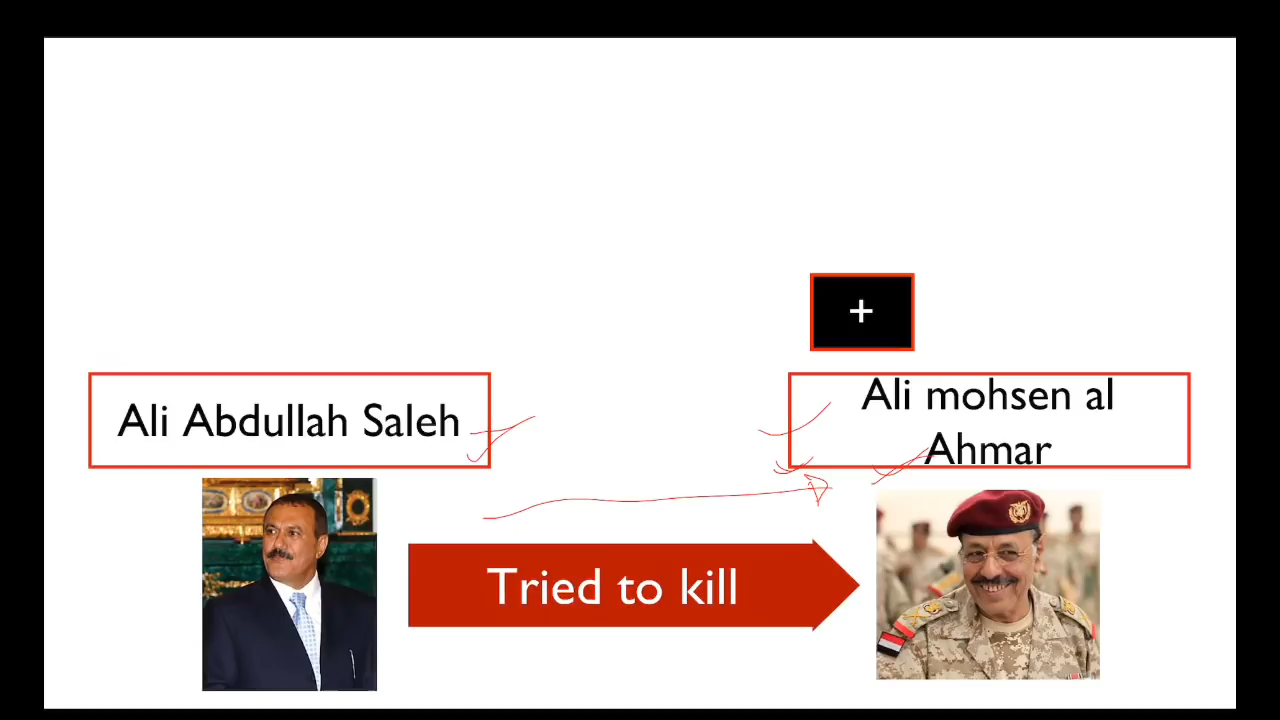 +
Ali Abdullah Saleh
Ali mohsen al
Ahmar
Tried to kill